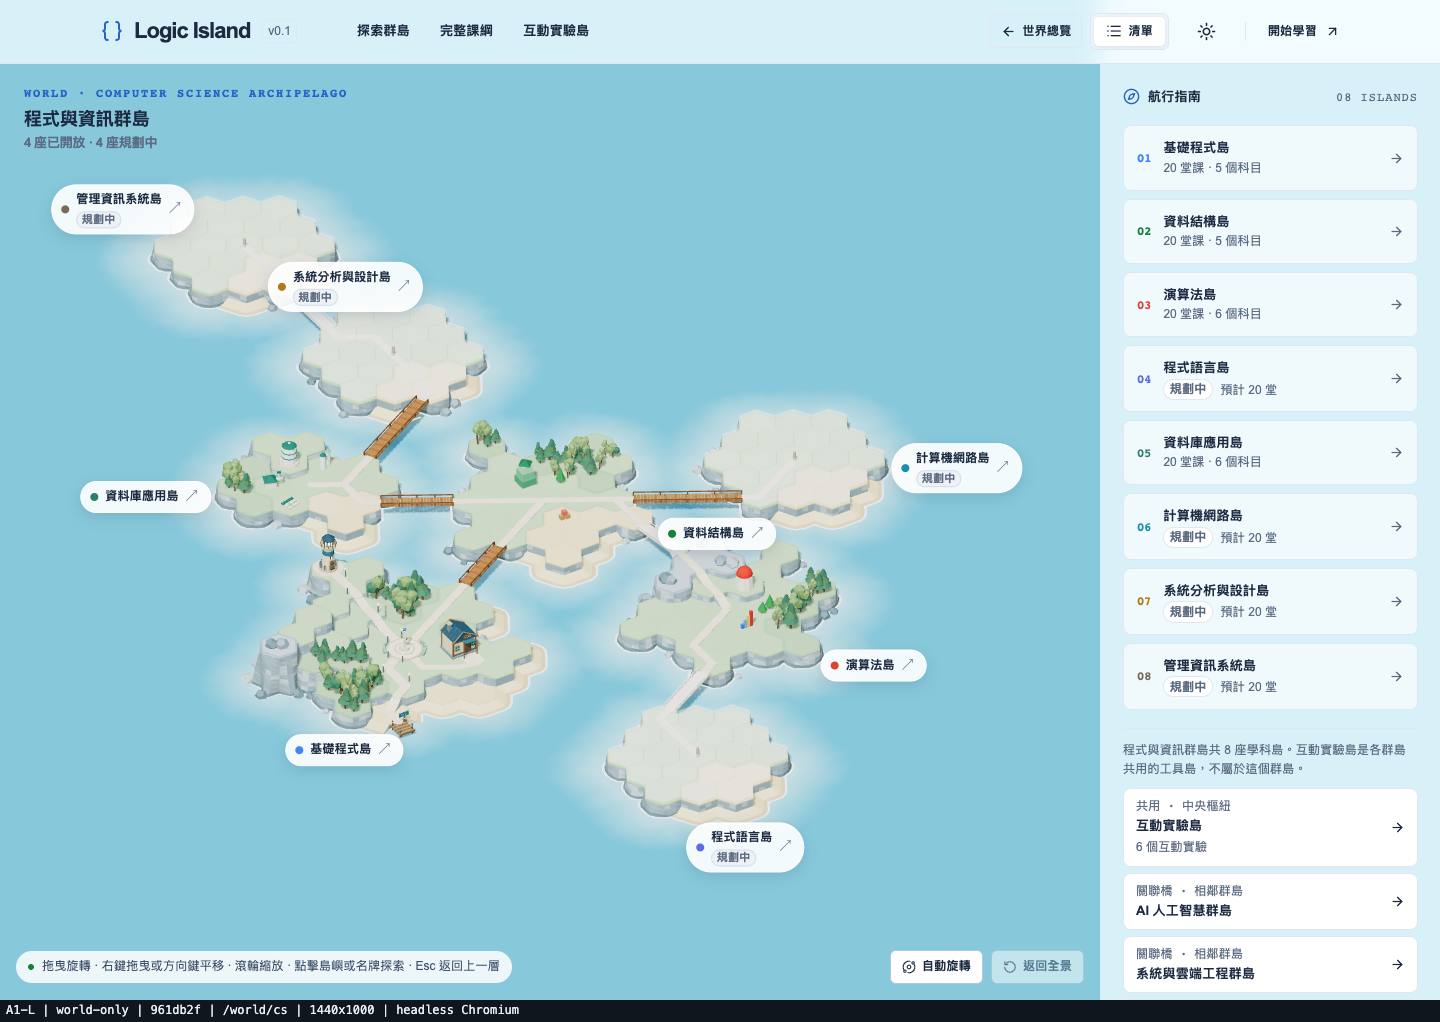 { } Logic Island v0.1
探索群島 完整課綱 互動實驗島
← 世界總覽 清單 開始學習 ↗
WORLD · COMPUTER SCIENCE ARCHIPELAGO
程式與資訊群島
4 座已開放 · 4 座規劃中
管理資訊系統島 ↗
規劃中
系統分析與設計島 ↗
規劃中
計算機網路島 ↗
規劃中
資料庫應用島 ↗
資料結構島 ↗
演算法島 ↗
基礎程式島 ↗
程式語言島 ↗
規劃中
拖曳旋轉 · 右鍵拖曳或方向鍵平移 · 滾輪縮放 · 點擊島嶼或名牌探索 · Esc 返回上一層
自動旋轉 返回全景
航行指南 08 ISLANDS
01 基礎程式島 →
20 堂課 · 5 個科目
02 資料結構島 →
20 堂課 · 5 個科目
03 演算法島 →
20 堂課 · 6 個科目
04 程式語言島 →
規劃中 預計 20 堂
05 資料庫應用島 →
20 堂課 · 6 個科目
06 計算機網路島 →
規劃中 預計 20 堂
07 系統分析與設計島 →
規劃中 預計 20 堂
08 管理資訊系統島 →
規劃中 預計 20 堂
程式與資訊群島共 8 座學科島。互動實驗島是各群島
共用的工具島，不屬於這個群島。
共用 · 中央樞紐
互動實驗島 →
6 個互動實驗
關聯橋 · 相鄰群島
AI 人工智慧群島 →
關聯橋 · 相鄰群島
系統與雲端工程群島 →
A1-L | world-only | 961db2f | /world/cs | 1440x1000 | headless Chromium